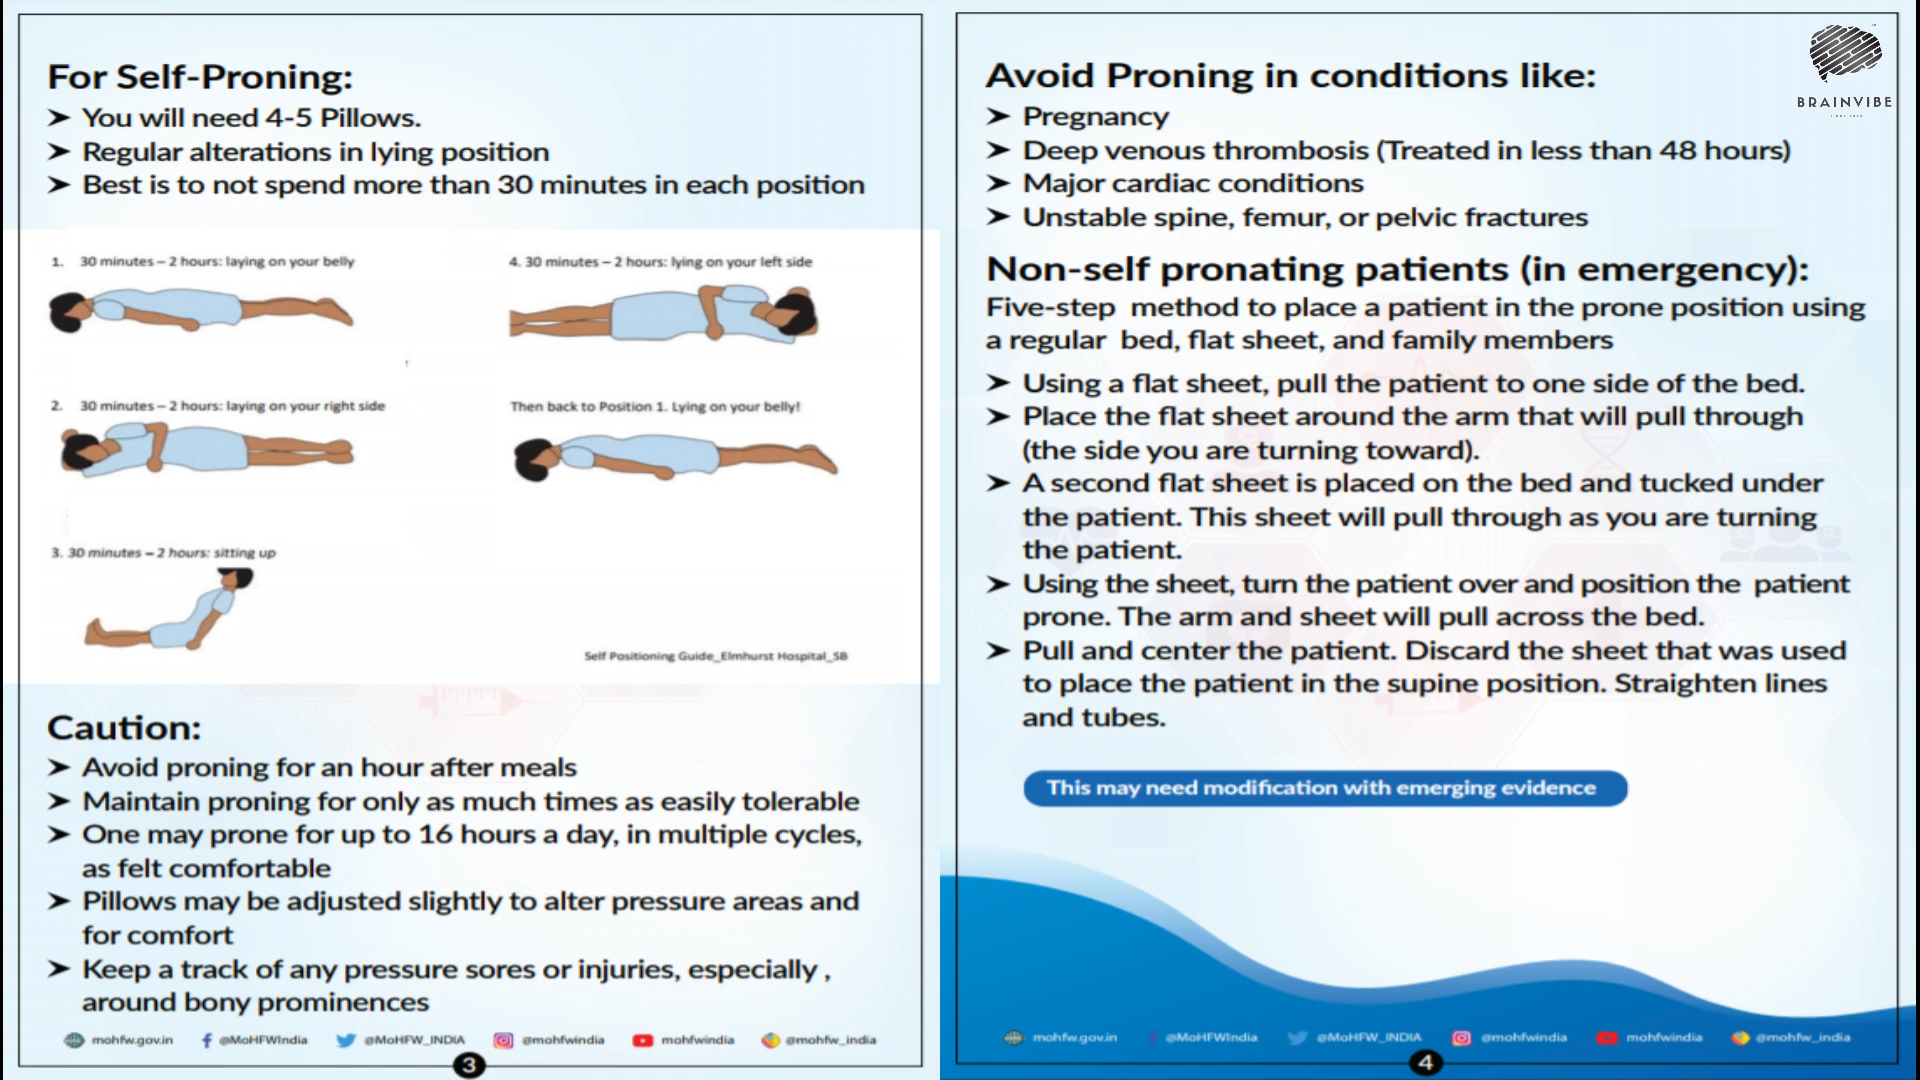 For Self-Proning:
➤ You will need 4-5 Pillows.
➤ Regular alterations in lying position
➤ Best is to not spend more than 30 minutes in each position
1. 30 minutes – 2 hours: laying on your belly
2. 30 minutes – 2 hours: laying on your right side
3. 30 minutes – 2 hours: sitting up
4. 30 minutes – 2 hours: lying on your left side
Then back to Position 1. Lying on your belly!
Self Positioning Guide_Elmhurst Hospital_SB
Caution:
➤ Avoid proning for an hour after meals
➤ Maintain proning for only as much times as easily tolerable
➤ One may prone for up to 16 hours a day, in multiple cycles,
as felt comfortable
➤ Pillows may be adjusted slightly to alter pressure areas and
for comfort
➤ Keep a track of any pressure sores or injuries, especially ,
around bony prominences
mohfw.gov.in @MoHFWIndia @MoHFW_INDIA @mohfwindia mohfwindia @mohfw_india
3
BRAINVIBE
Avoid Proning in conditions like:
➤ Pregnancy
➤ Deep venous thrombosis (Treated in less than 48 hours)
➤ Major cardiac conditions
➤ Unstable spine, femur, or pelvic fractures
Non-self pronating patients (in emergency):
Five-step method to place a patient in the prone position using
a regular bed, flat sheet, and family members
➤ Using a flat sheet, pull the patient to one side of the bed.
➤ Place the flat sheet around the arm that will pull through
(the side you are turning toward).
➤ A second flat sheet is placed on the bed and tucked under
the patient. This sheet will pull through as you are turning
the patient.
➤ Using the sheet, turn the patient over and position the patient
prone. The arm and sheet will pull across the bed.
➤ Pull and center the patient. Discard the sheet that was used
to place the patient in the supine position. Straighten lines
and tubes.
This may need modification with emerging evidence
mohfw.gov.in @MoHFWIndia @MoHFW_INDIA @mohfwindia mohfwindia @mohfw_india
4